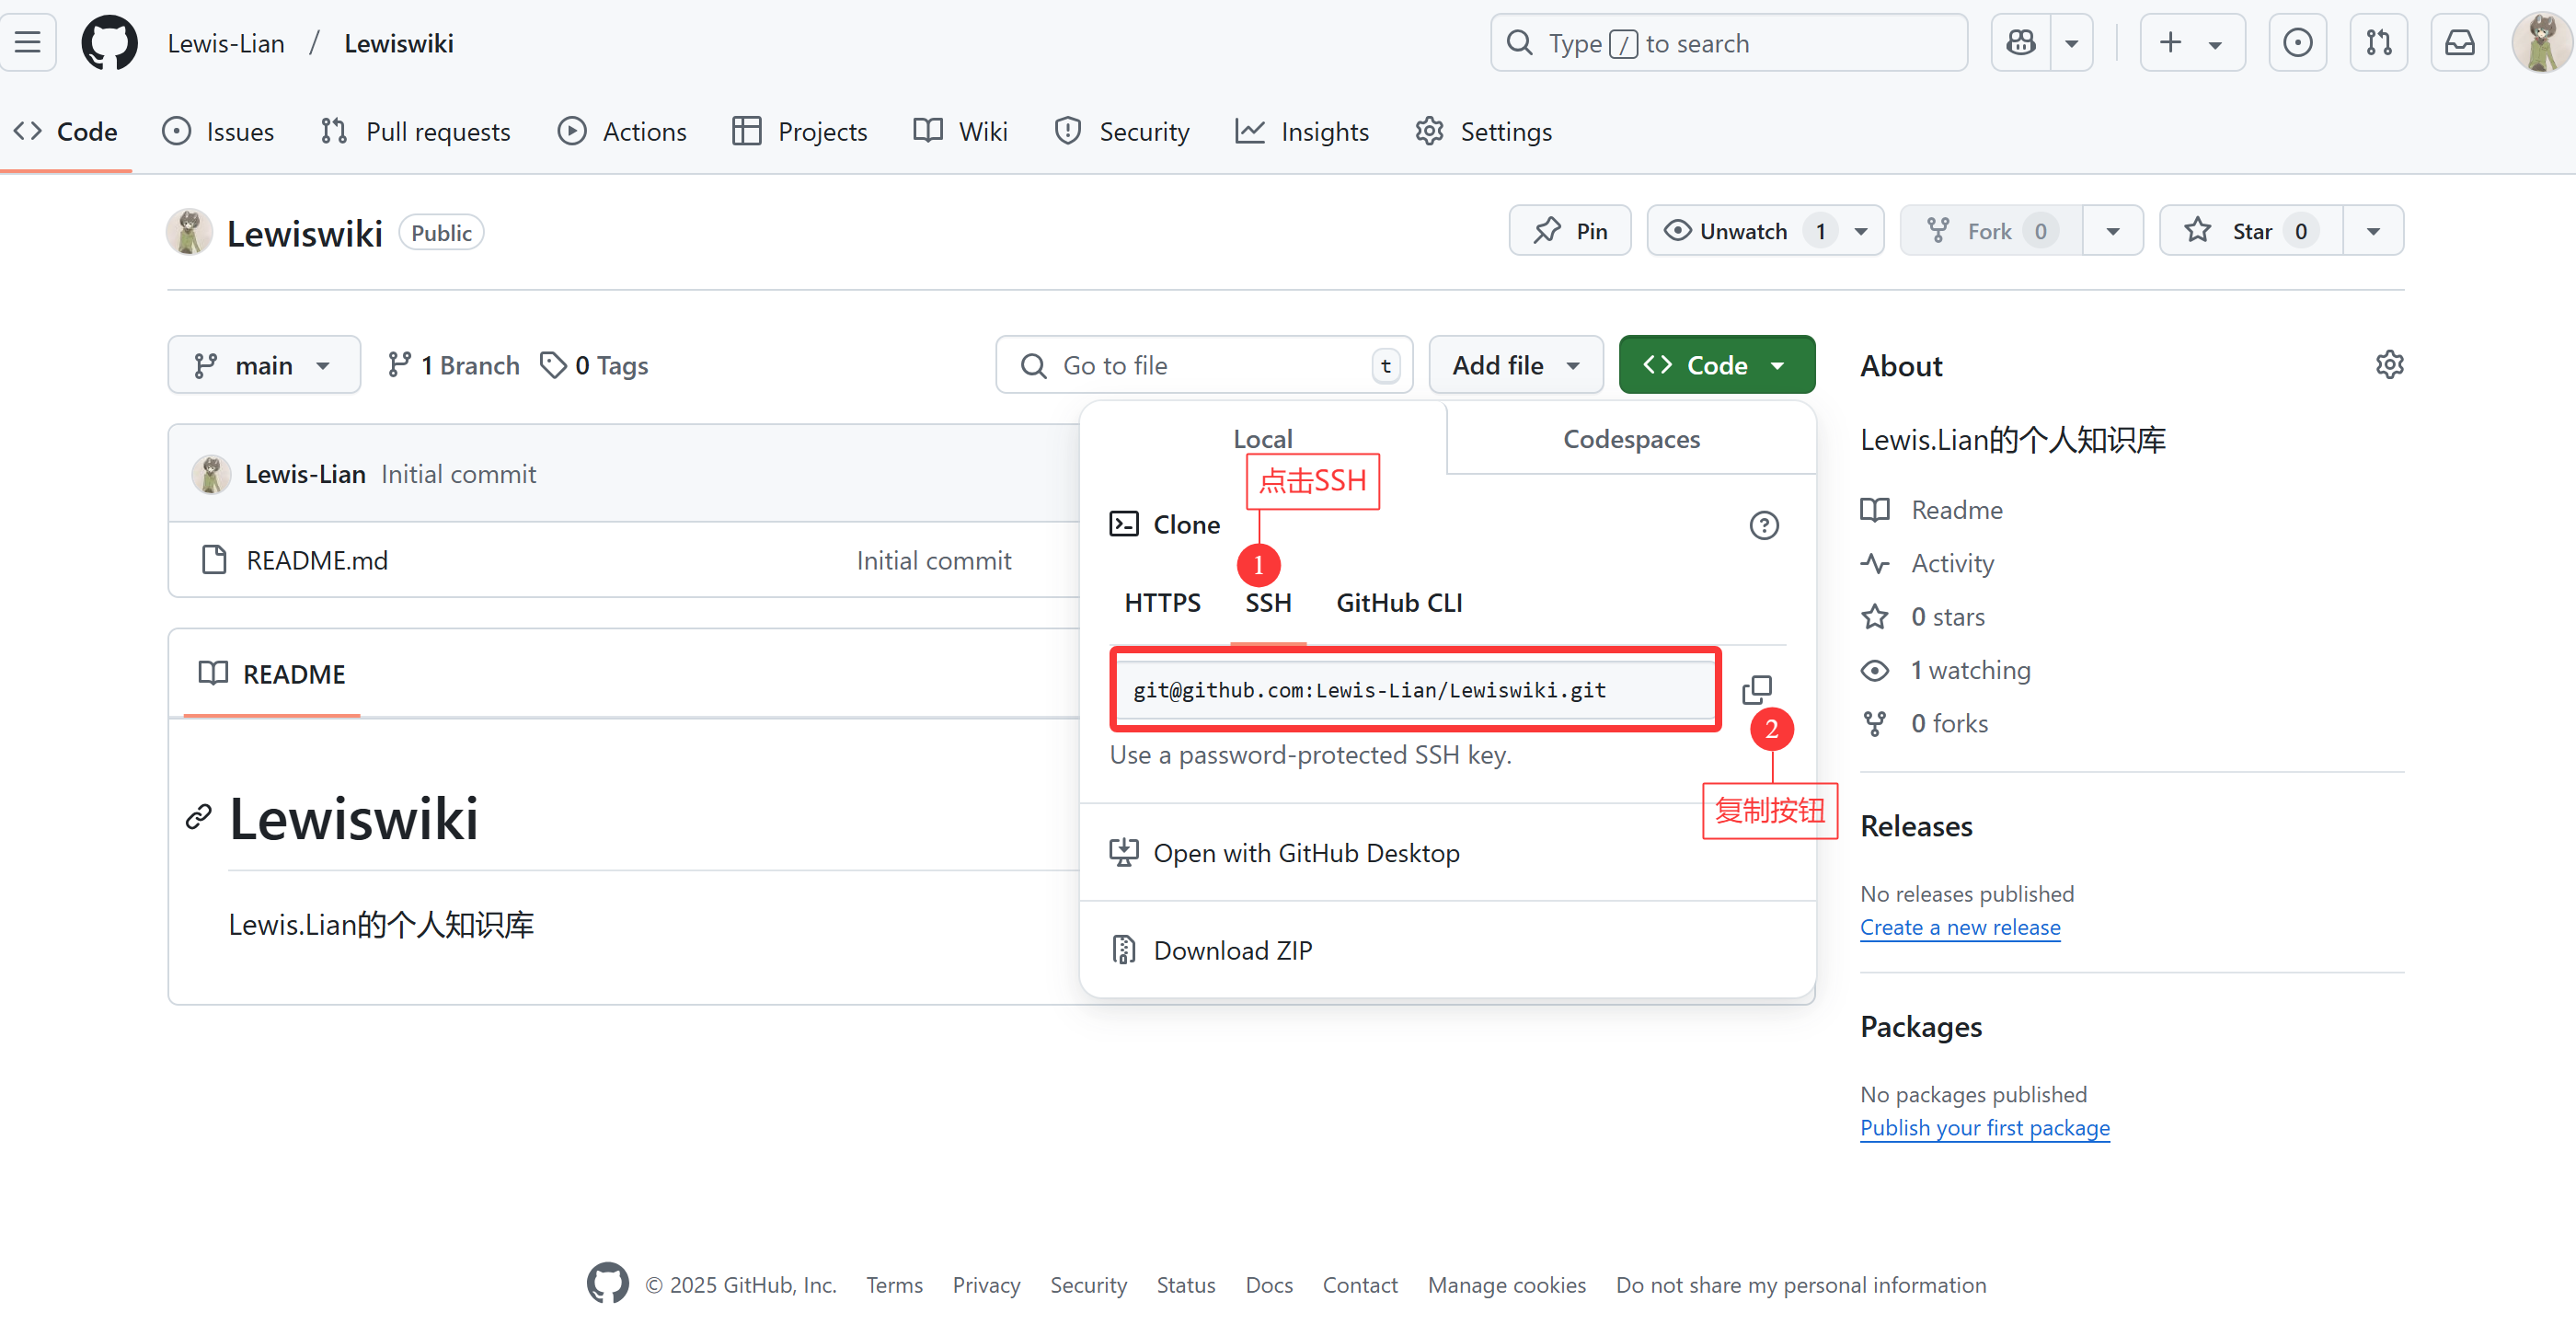 Lewis-Lian / Lewiswiki
Type / to search
Code
Issues
Pull requests
Actions
Projects
Wiki
Security
Insights
Settings
Lewiswiki Public
Pin
Unwatch 1
Fork 0
Star 0
main
1 Branch
0 Tags
Go to file t
Add file
Code
Local
Codespaces
点击SSH
Clone
1
HTTPS
SSH
GitHub CLI
git@github.com:Lewis-Lian/Lewiswiki.git
2
Use a password-protected SSH key.
复制按钮
Open with GitHub Desktop
Download ZIP
Lewis-Lian Initial commit
README.md Initial commit
README
Lewiswiki
Lewis.Lian的个人知识库
About
Lewis.Lian的个人知识库
Readme
Activity
0 stars
1 watching
0 forks
Releases
No releases published
Create a new release
Packages
No packages published
Publish your first package
© 2025 GitHub, Inc. Terms Privacy Security Status Docs Contact Manage cookies Do not share my personal information